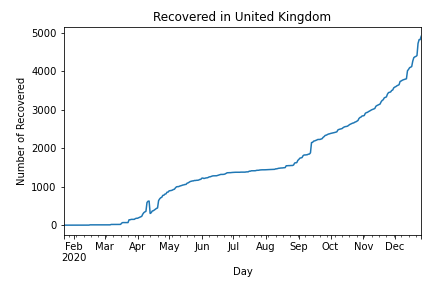 Recovered in United Kingdom
Number of Recovered
5000
4000
3000
2000
1000
0
Feb Mar Apr May Jun Jul Aug Sep Oct Nov Dec
2020
Day